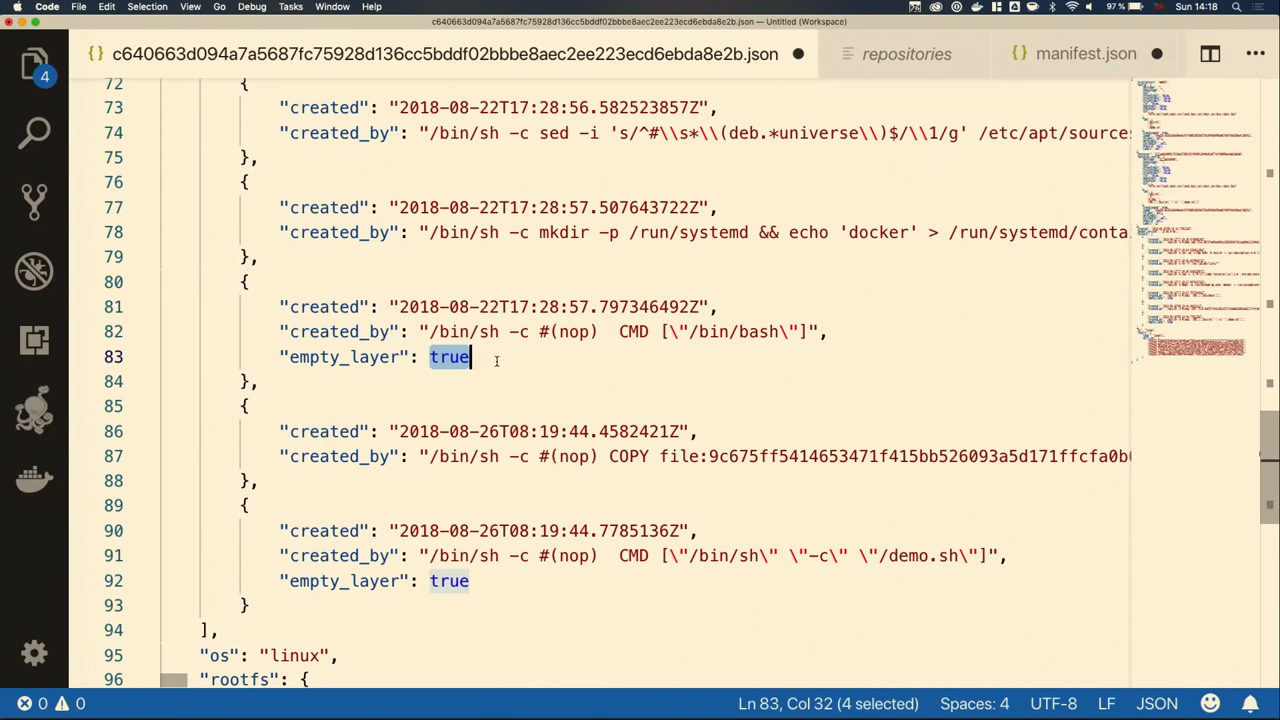 Code File Edit Selection View Go Debug Tasks Window Help
97% Sun 14:18
c640663d094a7a5687fc75928d136cc5bddf02bbbe8aec2ee223ecd6ebda8e2b.json — Untitled (Workspace)
{} c640663d094a7a5687fc75928d136cc5bddf02bbbe8aec2ee223ecd6ebda8e2b.json
repositories
{} manifest.json
4
72 {
73 "created": "2018-08-22T17:28:56.582523857Z",
74 "created_by": "/bin/sh -c sed -i 's/^#\\s*\\(deb.*universe\\)$/\\1/g' /etc/apt/sources
75 },
76 {
77 "created": "2018-08-22T17:28:57.507643722Z",
78 "created_by": "/bin/sh -c mkdir -p /run/systemd && echo 'docker' > /run/systemd/conta
79 },
80 {
81 "created": "2018-08-22T17:28:57.797346492Z",
82 "created_by": "/bin/sh -c #(nop)  CMD [\"/bin/bash\"]",
83 "empty_layer": true
84 },
85 {
86 "created": "2018-08-26T08:19:44.4582421Z",
87 "created_by": "/bin/sh -c #(nop) COPY file:9c675ff5414653471f415bb526093a5d171ffcfa0b
88 },
89 {
90 "created": "2018-08-26T08:19:44.7785136Z",
91 "created_by": "/bin/sh -c #(nop)  CMD [\"/bin/sh\" \"-c\" \"/demo.sh\"]",
92 "empty_layer": true
93 }
94 ],
95 "os": "linux",
96 "rootfs": {
0 0
Ln 83, Col 32 (4 selected) Spaces: 4 UTF-8 LF JSON